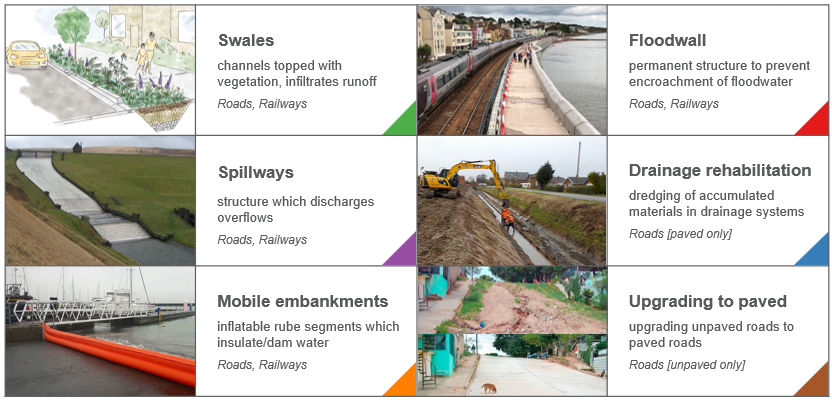 Swales
channels topped with
vegetation, infiltrates runoff
Roads, Railways
Floodwall
permanent structure to prevent
encroachment of floodwater
Roads, Railways
Spillways
structure which discharges
overflows
Roads, Railways
Drainage rehabilitation
dredging of accumulated
materials in drainage systems
Roads [paved only]
Mobile embankments
inflatable rube segments which
insulate/dam water
Roads, Railways
Upgrading to paved
upgrading unpaved roads to
paved roads
Roads [unpaved only]